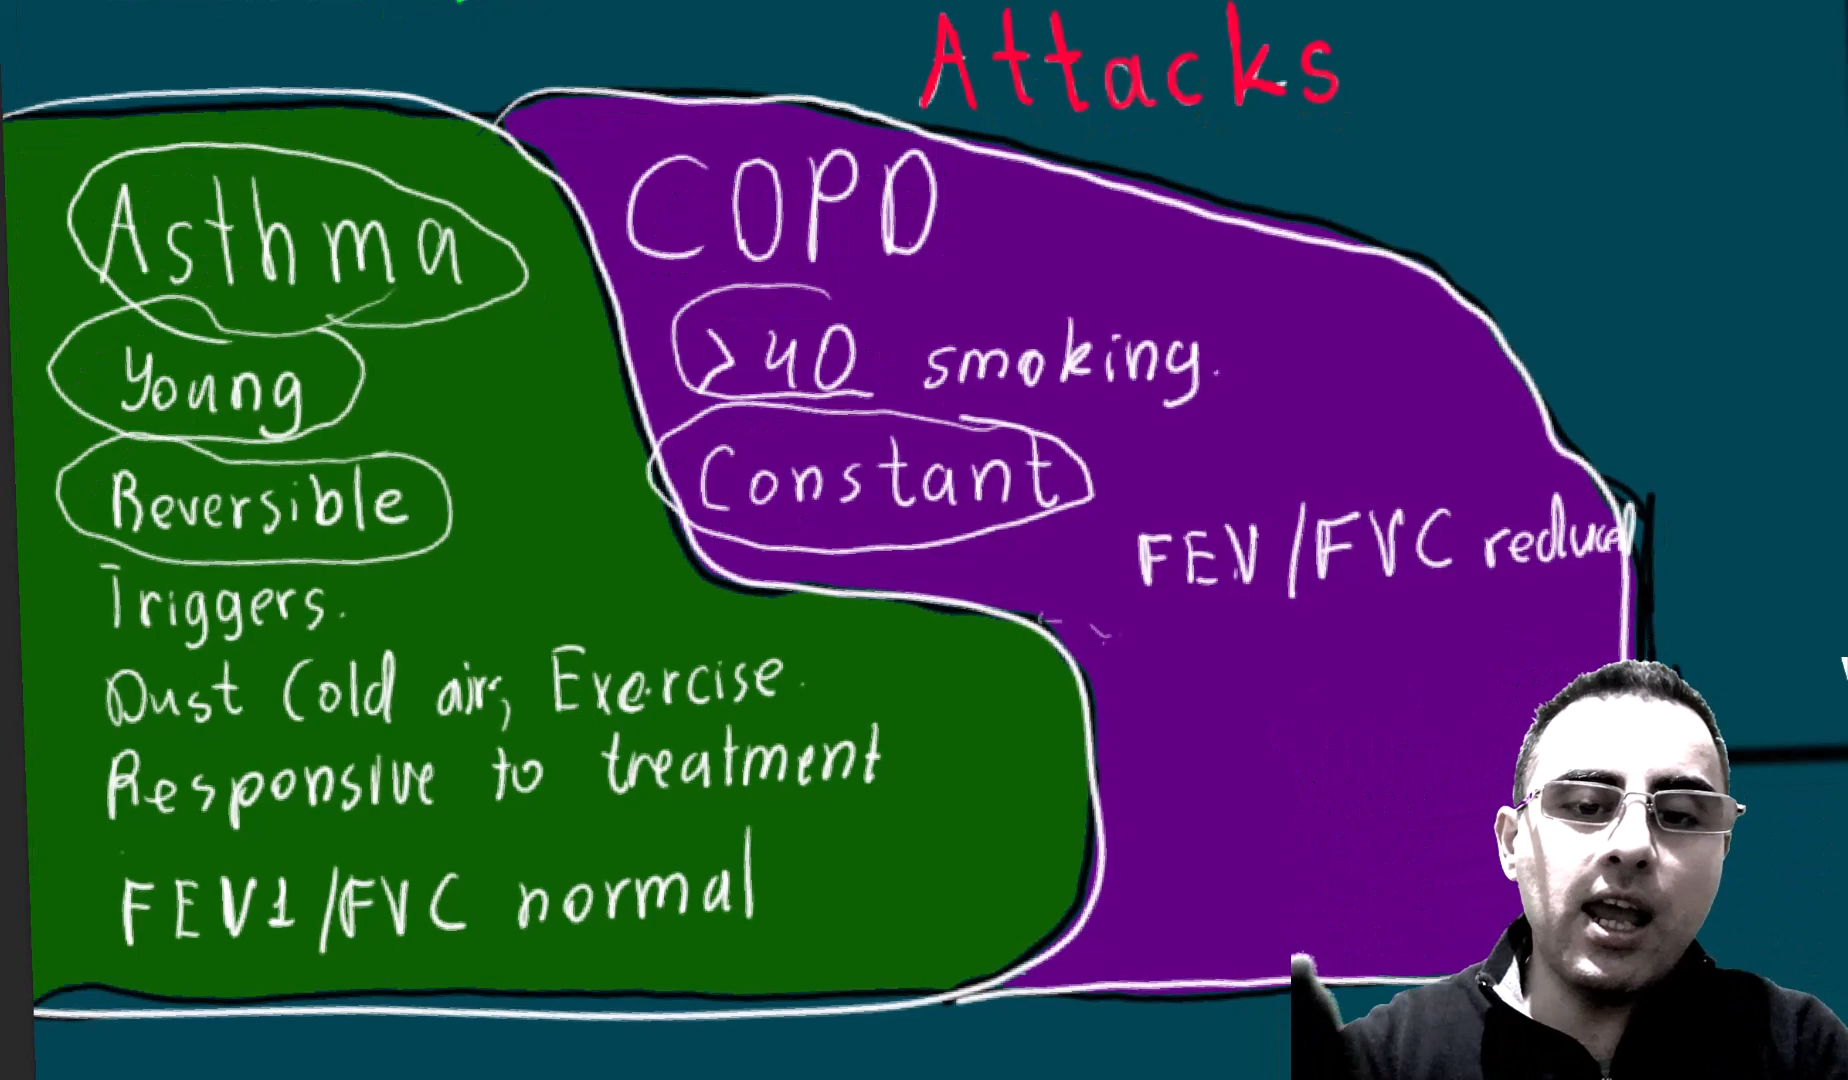 Attacks
Asthma
Young
Reversible
Triggers.
Dust Cold air, Exercise.
Responsive to treatment
FEV1/FVC normal
COPD
>40 smoking.
Constant
FEV/FVC reduced